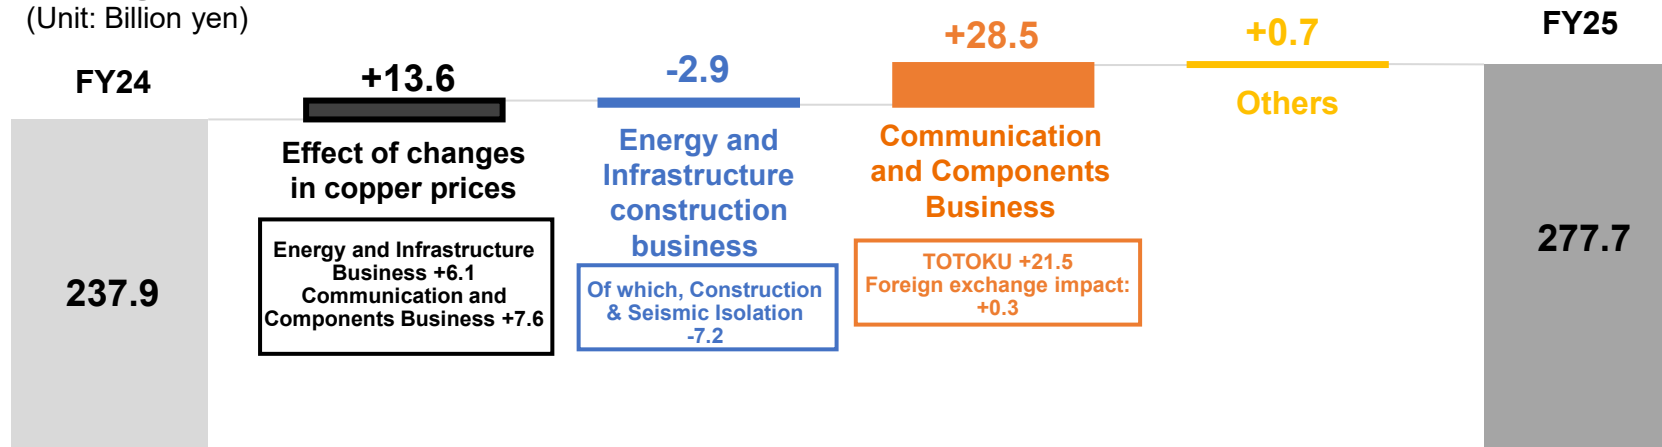 (Unit: Billion yen)
FY24
237.9
+13.6
Effect of changes
in copper prices
Energy and Infrastructure
Business +6.1
Communication and
Components Business +7.6
-2.9
Energy and
Infrastructure
construction
business
Of which, Construction
& Seismic Isolation
-7.2
+28.5
Communication
and Components
Business
TOTOKU +21.5
Foreign exchange impact:
+0.3
+0.7
Others
FY25
277.7